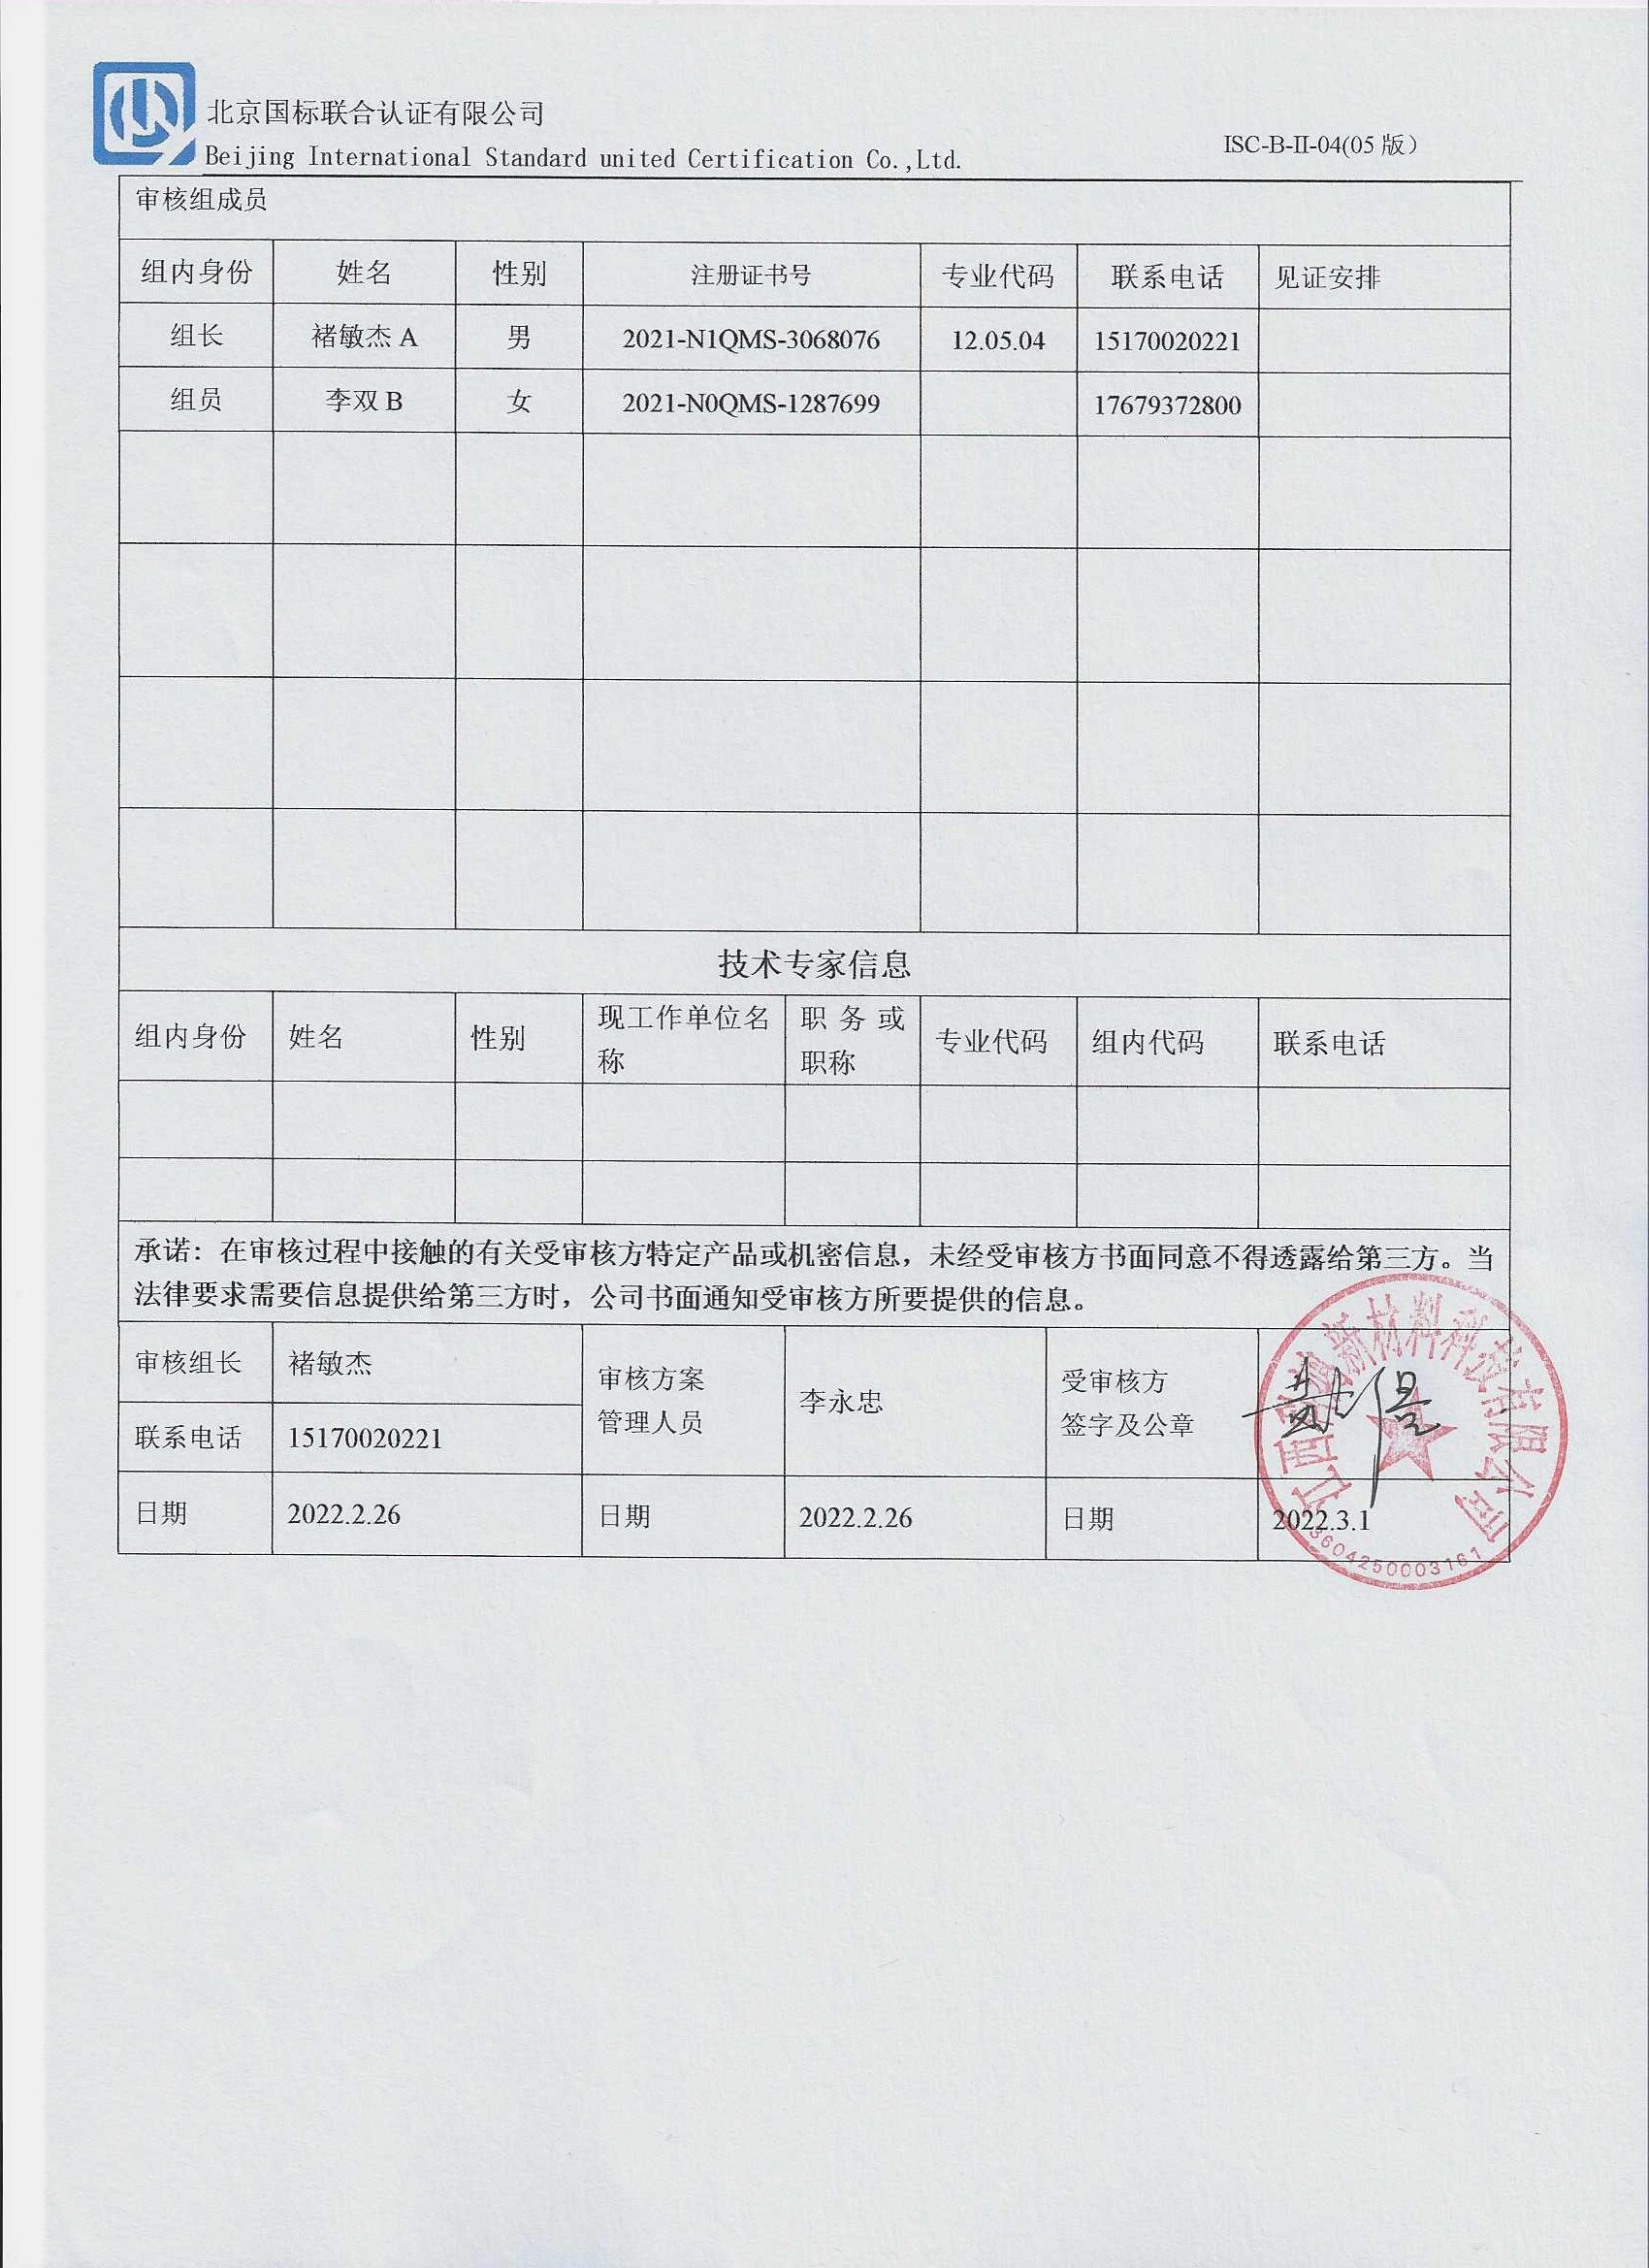 北京国标联合认证有限公司
Beijing International Standard united Certification Co.,Ltd.
ISC-B-II-04(05 版)
审核组成员
组内身份 姓名 性别 注册证书号 专业代码 联系电话 见证安排
组长 褚敏杰 A 男 2021-N1QMS-3068076 12.05.04 15170020221
组员 李双 B 女 2021-N0QMS-1287699 17679372800
技术专家信息
组内身份 姓名 性别 现工作单位名称 职务或职称 专业代码 组内代码 联系电话
承诺：在审核过程中接触的有关受审核方特定产品或机密信息，未经受审核方书面同意不得透露给第三方。当
法律要求需要信息提供给第三方时，公司书面通知受审核方所要提供的信息。
审核组长 褚敏杰
审核方案
管理人员
李永忠
受审核方
签字及公章
联系电话 15170020221
日期 2022.2.26 日期 2022.2.26 日期 2022.3.1
新材料科技有限公司
3604250003161